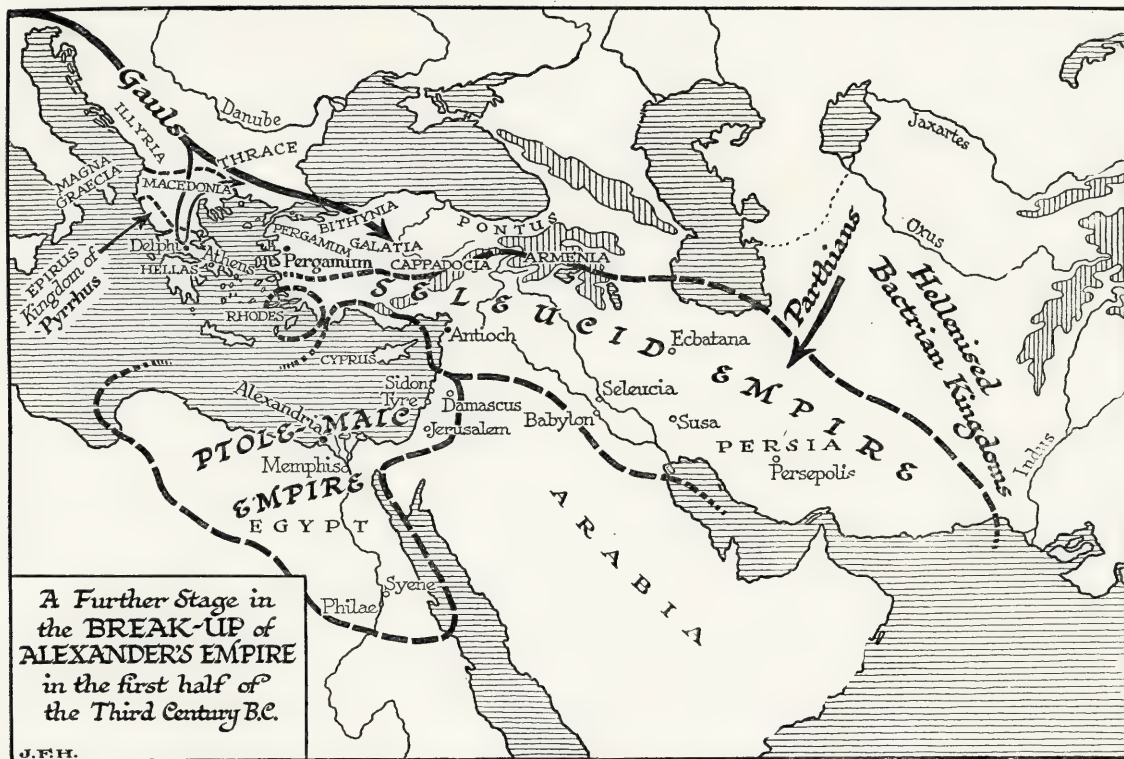 Gauls
ILLYRIA
Danube
THRACE
MAGNA
GRAECIA
MACEDONIA
EPIRUS
Kingdom of
Pyrrhus
Delphi
HELLAS
Athens
PERGAMUM
BITHYNIA
Pergamum
GALATIA
PONTUS
CAPPADOCIA
ARMENIA
RHODES
CYPRUS
SELEUCID
EMPIRE
Antioch
Sidon
Tyre
Damascus
Jerusalem
Ecbatana
Seleucia
Babylon
Susa
PERSIA
Persepolis
Jaxartes
Oxus
Parthians
Hellenised
Bactrian Kingdoms
Indus
Alexandria
PTOLE-MAIC
EMPIRE
Memphis
EGYPT
Syene
Philae
ARABIA
A Further Stage in
the BREAK-UP of
ALEXANDER'S EMPIRE
in the first half of
the Third Century B.C.
J.F.H.